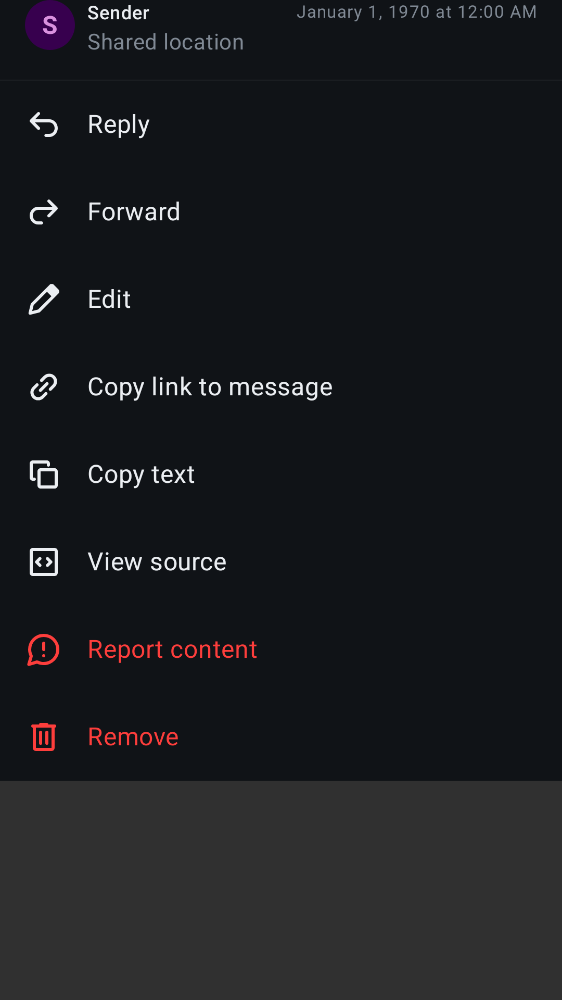 S
Sender
January 1, 1970 at 12:00 AM
Shared location
Reply
Forward
Edit
Copy link to message
Copy text
View source
Report content
Remove